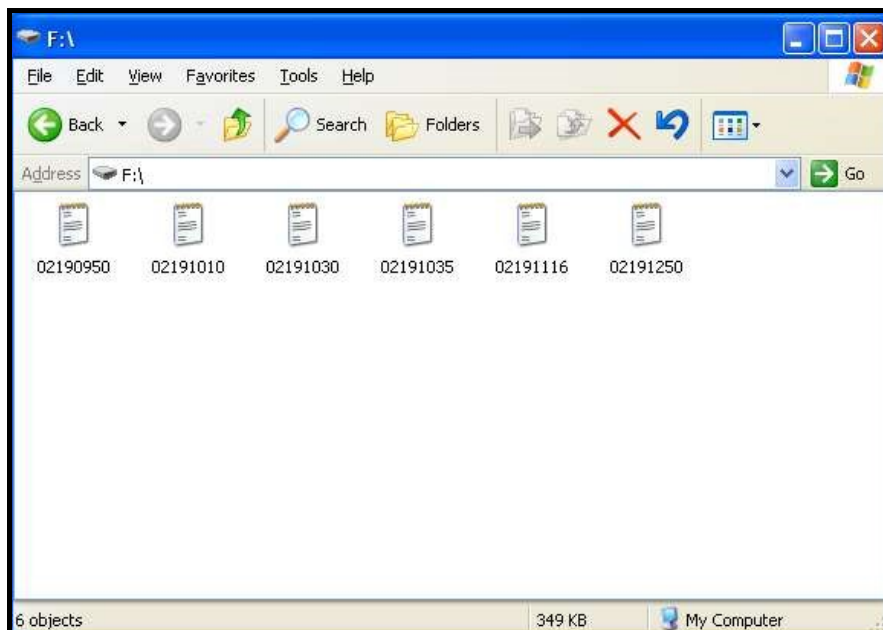 F:\
File Edit View Favorites Tools Help
Back Search Folders
Address F:\ Go
02190950 02191010 02191030 02191035 02191116 02191250
6 objects 349 KB My Computer